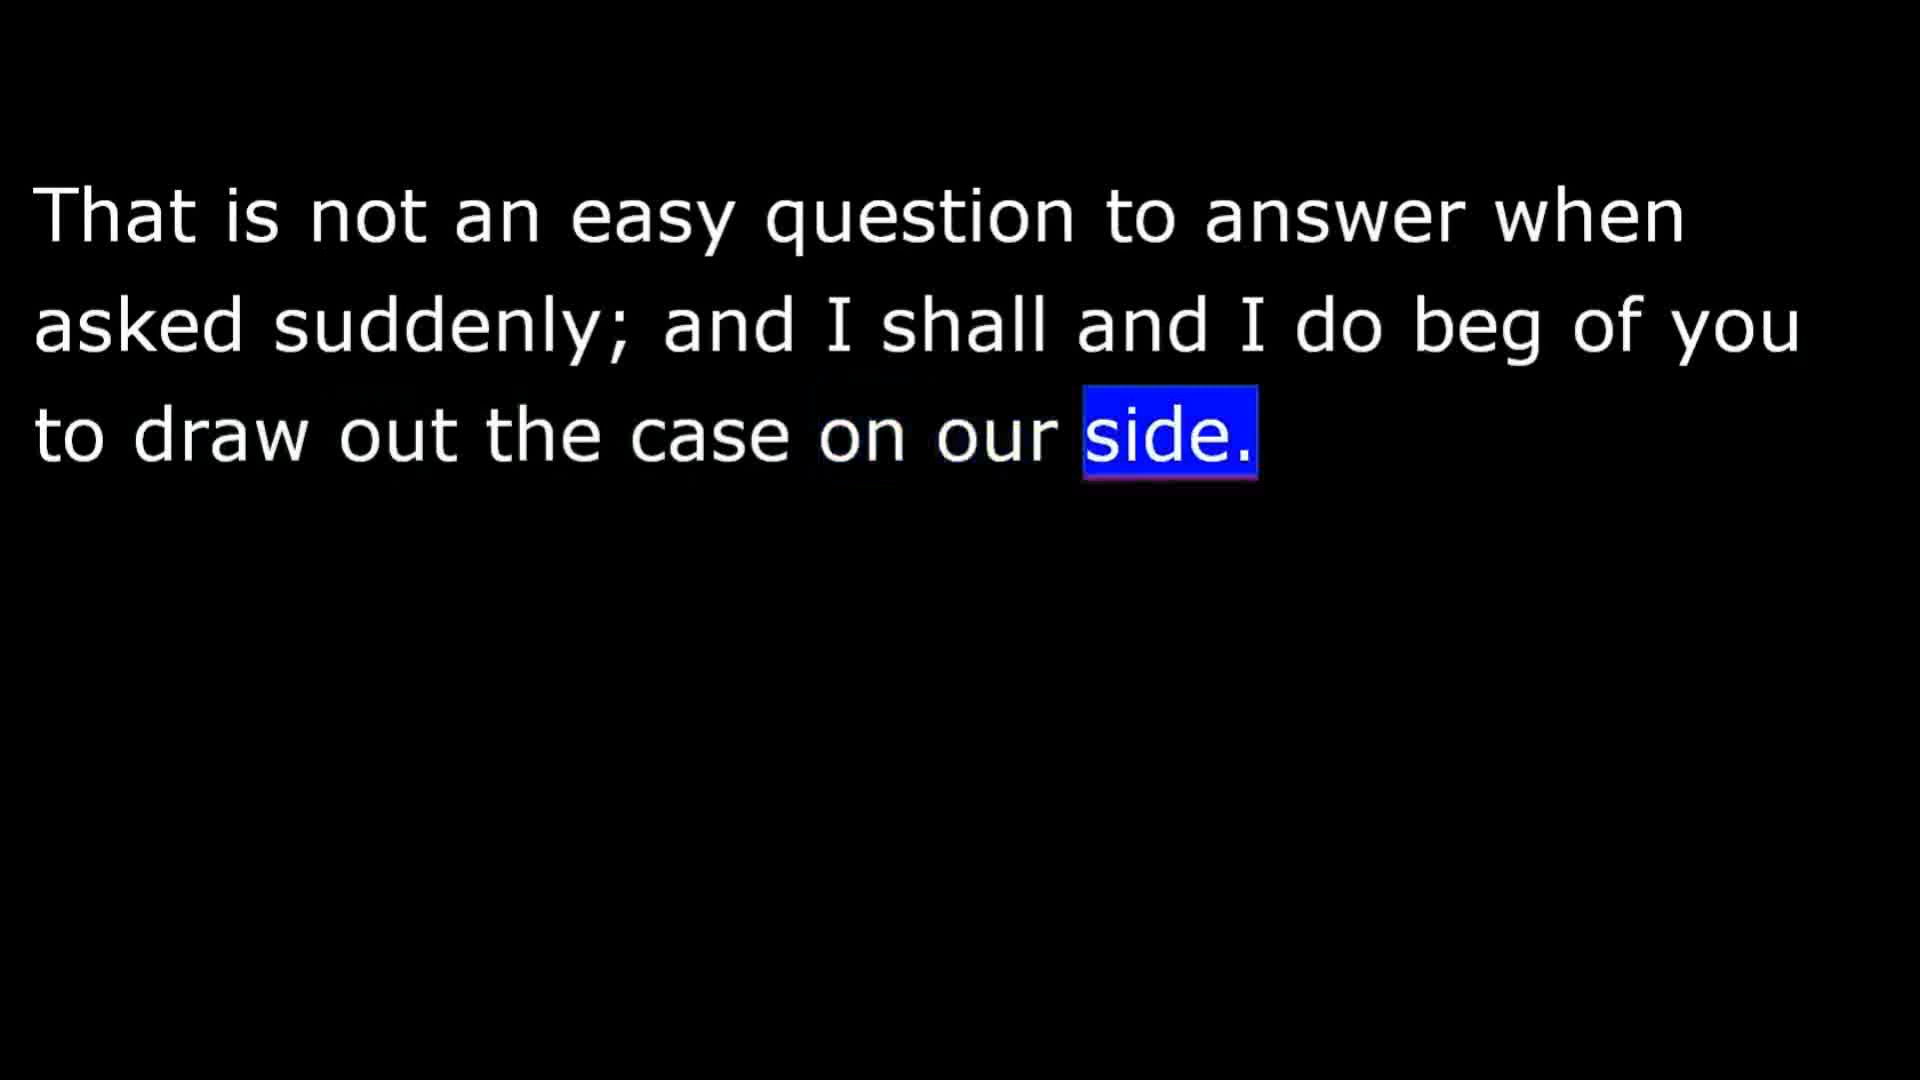 That is not an easy question to answer when
asked suddenly; and I shall and I do beg of you
to draw out the case on our side.